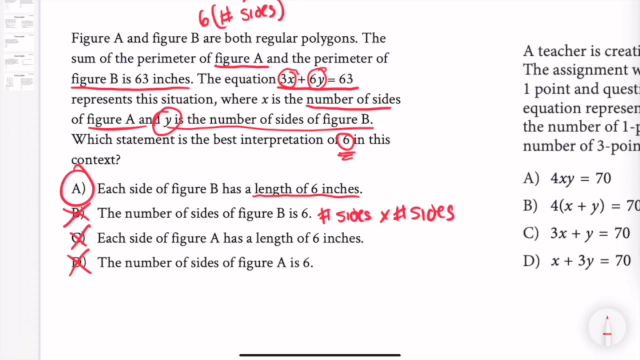 6 (# sides)
Figure A and figure B are both regular polygons. The
sum of the perimeter of figure A and the perimeter of
figure B is 63 inches. The equation 3x + 6y = 63
represents this situation, where x is the number of sides
of figure A and y is the number of sides of figure B.
Which statement is the best interpretation of 6 in this
context?
A) Each side of figure B has a length of 6 inches.
B) The number of sides of figure B is 6. # sides x # sides
C) Each side of figure A has a length of 6 inches.
D) The number of sides of figure A is 6.
A teacher is creati
The assignment w
1 point and questi
equation represent
the number of 1-p
number of 3-point
A) 4xy = 70
B) 4(x + y) = 70
C) 3x + y = 70
D) x + 3y = 70